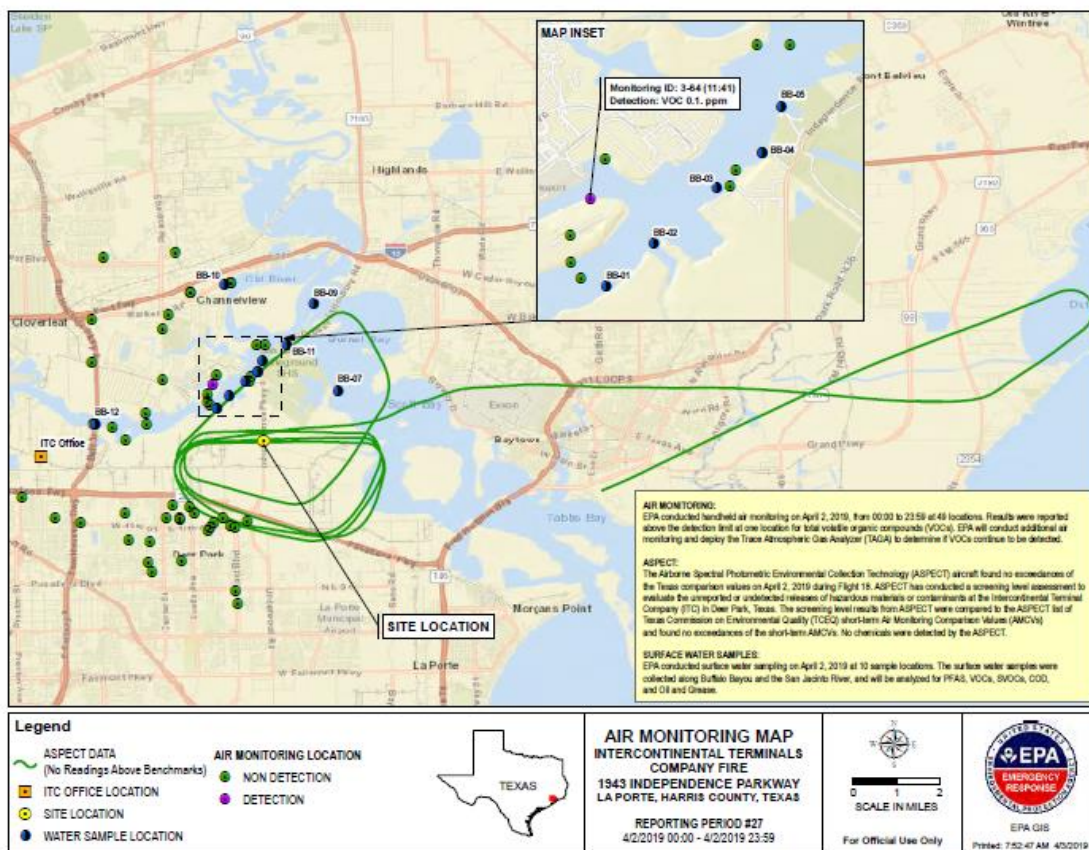 MAP INSET
Monitoring ID: 3-64 (11:41)
Detection: VOC 0.1. ppm
BB-05
BB-04
BB-03
BB-02
BB-01
Highlands
BB-10
Channelview
BB-09
Cloverleaf
BB-11
BB-07
BB-12
ITC Office
Baytown
Deer Park
Tabbs Bay
Morgans Point
La Porte
Municipal
Airport
La Porte
SITE LOCATION
AIR MONITORING:
EPA conducted handheld air monitoring on April 2, 2019, from 00:00 to 23:59 at 49 locations. Results were reported
above the detection limit at one location for total volatile organic compounds (VOCs). EPA will conduct additional air
monitoring and deploy the Trace Atmospheric Gas Analyzer (TAGA) to determine if VOCs continue to be detected.
ASPECT:
The Airborne Spectral Photometric Environmental Collection Technology (ASPECT) aircraft found no exceedances of
the Texas comparison values on April 2, 2019 during Flight 18. ASPECT has conducted a screening level assessment to
evaluate the unreported or undetected releases of hazardous materials or contaminants at the Intercontinental Terminal
Company (ITC) in Deer Park, Texas. The screening level results from ASPECT were compared to the ASPECT list of
Texas Commission on Environmental Quality (TCEQ) short-term Air Monitoring Comparison Values (AMCVs)
and found no exceedances of the short-term AMCVs. No chemicals were detected by the ASPECT.
SURFACE WATER SAMPLES:
EPA conducted surface water sampling on April 2, 2019 at 10 sample locations. The surface water samples were
collected along Buffalo Bayou and the San Jacinto River, and will be analyzed for PFAS, VOCs, SVOCs, COD,
and Oil and Grease.
Legend
ASPECT DATA
(No Readings Above Benchmarks)
ITC OFFICE LOCATION
SITE LOCATION
WATER SAMPLE LOCATION
AIR MONITORING LOCATION
NON DETECTION
DETECTION
TEXAS
AIR MONITORING MAP
INTERCONTINENTAL TERMINALS
COMPANY FIRE
1943 INDEPENDENCE PARKWAY
LA PORTE, HARRIS COUNTY, TEXAS
REPORTING PERIOD #27
4/2/2019 00:00 - 4/2/2019 23:59
N
W E
S
1 0 1 2
SCALE IN MILES
For Official Use Only
UNITED STATES
EPA
EMERGENCY
RESPONSE
ENVIRONMENTAL PROTECTION AGENCY
EPA GIS
Printed: 7:52:47 AM 4/3/2019